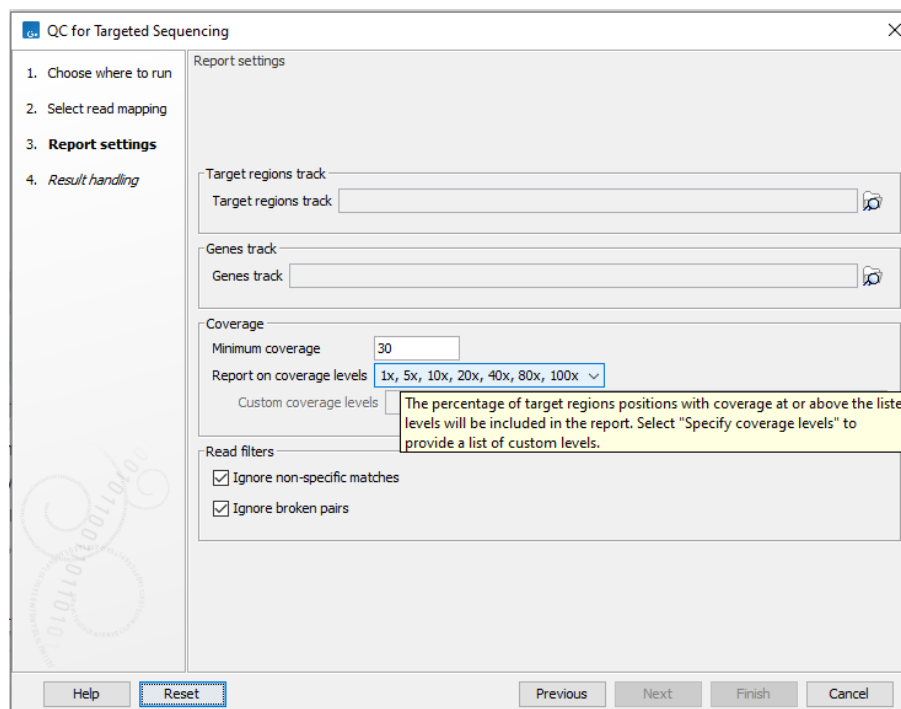 QC for Targeted Sequencing
1. Choose where to run
2. Select read mapping
3. Report settings
4. Result handling
Report settings
Target regions track
Target regions track
Genes track
Genes track
Coverage
Minimum coverage 30
Report on coverage levels 1x, 5x, 10x, 20x, 40x, 80x, 100x
Custom coverage levels
The percentage of target regions positions with coverage at or above the liste
levels will be included in the report. Select "Specify coverage levels" to
provide a list of custom levels.
Read filters
Ignore non-specific matches
Ignore broken pairs
Help Reset Previous Next Finish Cancel